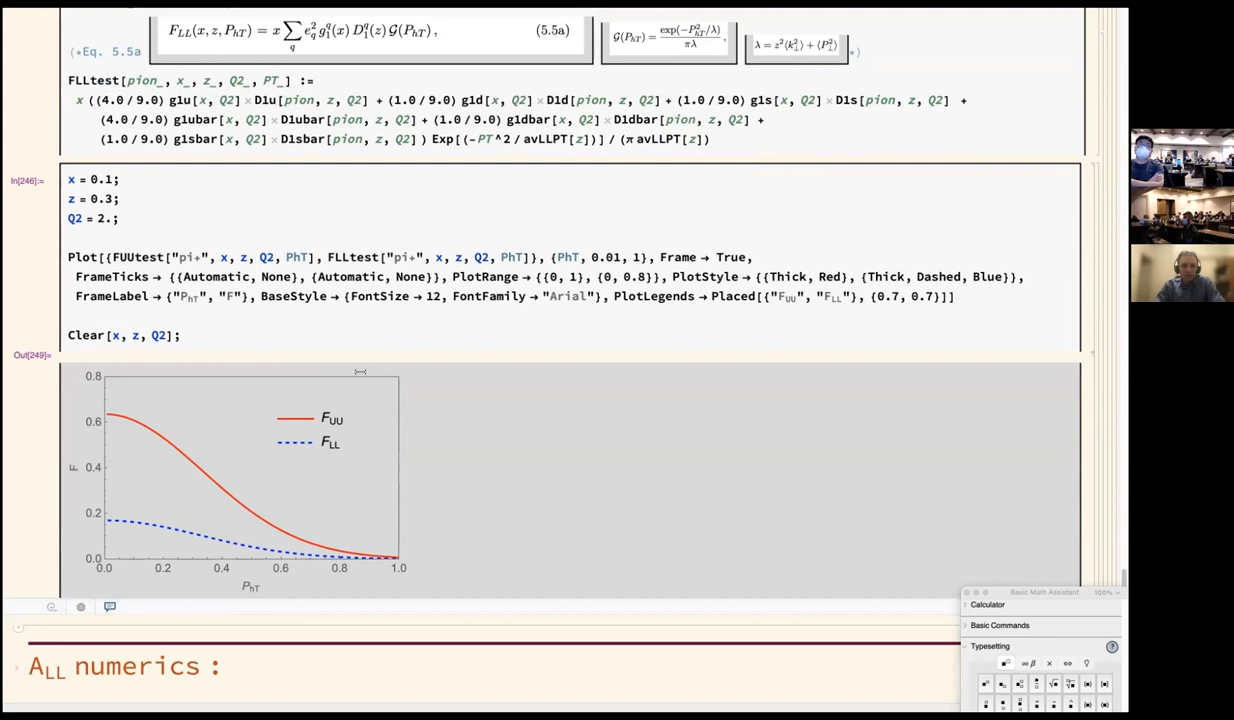 (*Eq. 5.5a F_{LL}(x, z, P_{hT}) = x \sum_q e_q^2 g_1^q(x) D_1^q(z) \mathcal{G}(P_{hT}) , (5.5a) \mathcal{G}(P_{hT}) = \frac{\exp(-P_{hT}^2/\lambda)}{\pi\lambda}, \lambda = z^2⟨k_⊥^2⟩ + ⟨P_⊥^2⟩ *)
FLLtest[pion_, x_, z_, Q2_, PT_] :=
x ((4.0 / 9.0) g1u[x, Q2] × D1u[pion, z, Q2] + (1.0 / 9.0) g1d[x, Q2] × D1d[pion, z, Q2] + (1.0 / 9.0) g1s[x, Q2] × D1s[pion, z, Q2] +
(4.0 / 9.0) g1ubar[x, Q2] × D1ubar[pion, z, Q2] + (1.0 / 9.0) g1dbar[x, Q2] × D1dbar[pion, z, Q2] +
(1.0 / 9.0) g1sbar[x, Q2] × D1sbar[pion, z, Q2] ) Exp[(-PT^2 / avLLPT[z])] / (π avLLPT[z])
In[246]:=
x = 0.1;
z = 0.3;
Q2 = 2.;
Plot[{FUUtest["pi+", x, z, Q2, PhT], FLLtest["pi+", x, z, Q2, PhT]}, {PhT, 0.01, 1}, Frame → True,
FrameTicks → {{Automatic, None}, {Automatic, None}}, PlotRange → {{0, 1}, {0, 0.8}}, PlotStyle → {{Thick, Red}, {Thick, Dashed, Blue}},
FrameLabel → {"P_{hT}", "F"}, BaseStyle → {FontSize → 12, FontFamily → "Arial"}, PlotLegends → Placed[{"F_{UU}", "F_{LL}"}, {0.7, 0.7}]]
Clear[x, z, Q2];
Out[249]=
0.8
0.6
0.4
0.2
0.0
F
F_{UU}
F_{LL}
0.0 0.2 0.4 0.6 0.8 1.0
P_{hT}
A_{LL} numerics :
Basic Math Assistant 100%
Calculator
Basic Commands
Typesetting